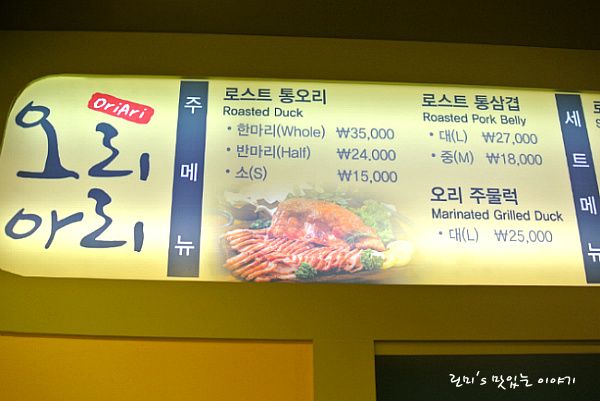 OriAri
오리
아리
주메뉴
로스트 통오리
Roasted Duck
• 한마리(Whole) ₩35,000
• 반마리(Half) ₩24,000
• 소(S) ₩15,000
로스트 통삼겹
Roasted Pork Belly
• 대(L) ₩27,000
• 중(M) ₩18,000
오리 주물럭
Marinated Grilled Duck
• 대(L) ₩25,000
세트메뉴
린미's 맛있는 이야기